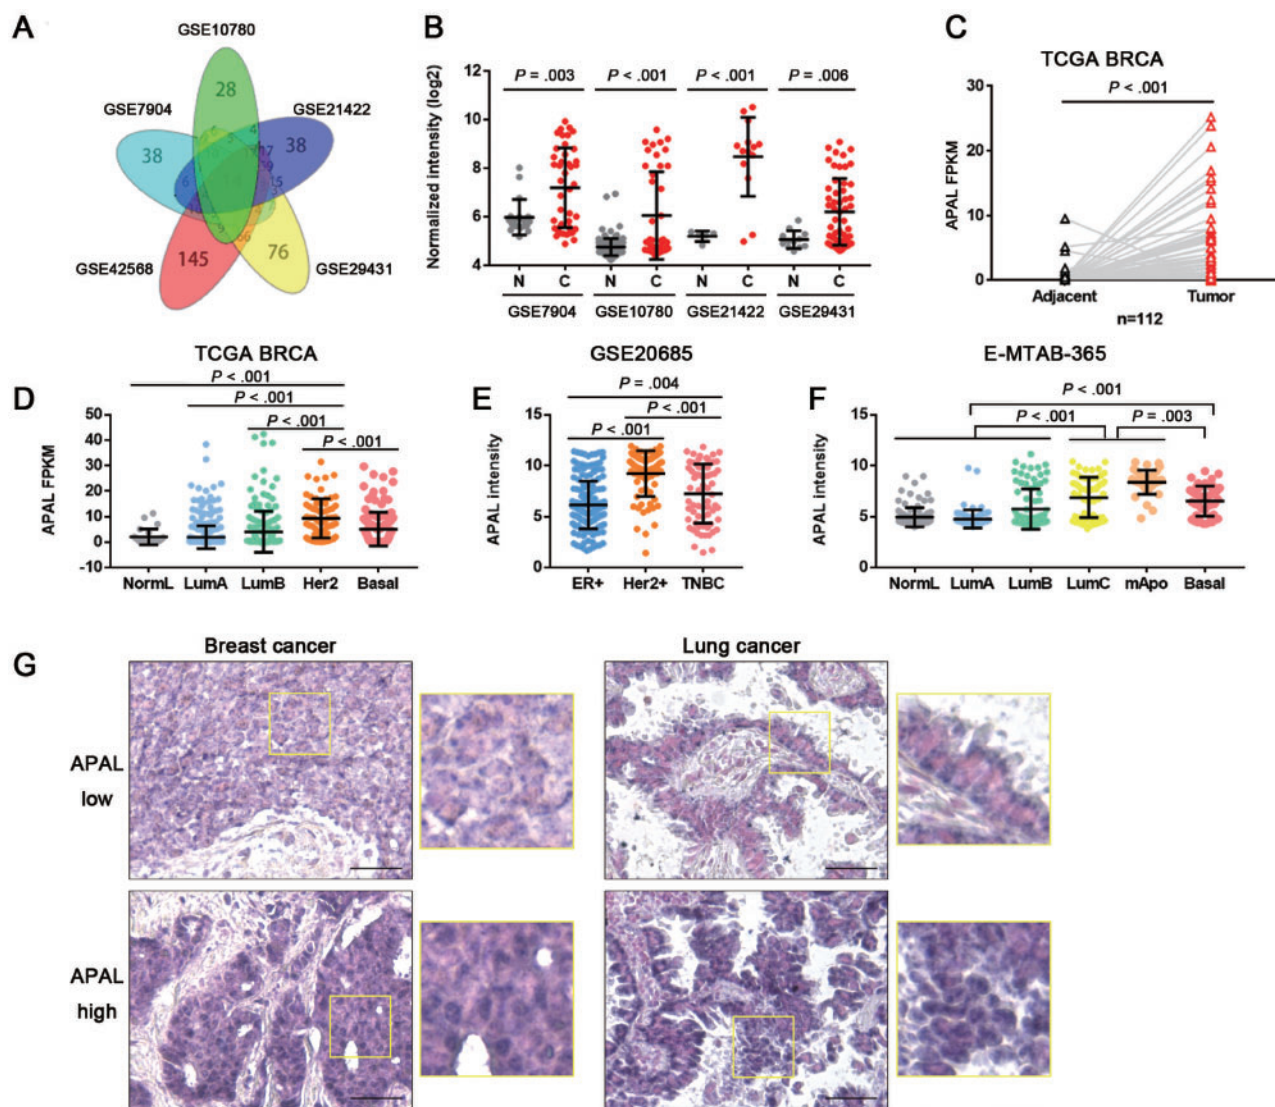 A
GSE10780
GSE7904
GSE21422
28
38
38
145
76
GSE42568
GSE29431
B
P = .003
P < .001
P < .001
P = .006
Normalized intensity (log2)
12
10
8
6
4
N C N C N C N C
GSE7904 GSE10780 GSE21422 GSE29431
C
TCGA BRCA
P < .001
APAL FPKM
30
20
10
0
Adjacent Tumor
n=112
D
TCGA BRCA
P < .001
P < .001
P < .001
P < .001
APAL FPKM
50
40
30
20
10
0
-10
NormL LumA LumB Her2 Basal
E
GSE20685
P = .004
P < .001
P < .001
APAL intensity
15
10
5
0
ER+ Her2+ TNBC
F
E-MTAB-365
P < .001
P < .001
P = .003
APAL intensity
15
10
5
0
NormL LumA LumB LumC mApo Basal
G
Breast cancer
Lung cancer
APAL
low
APAL
high